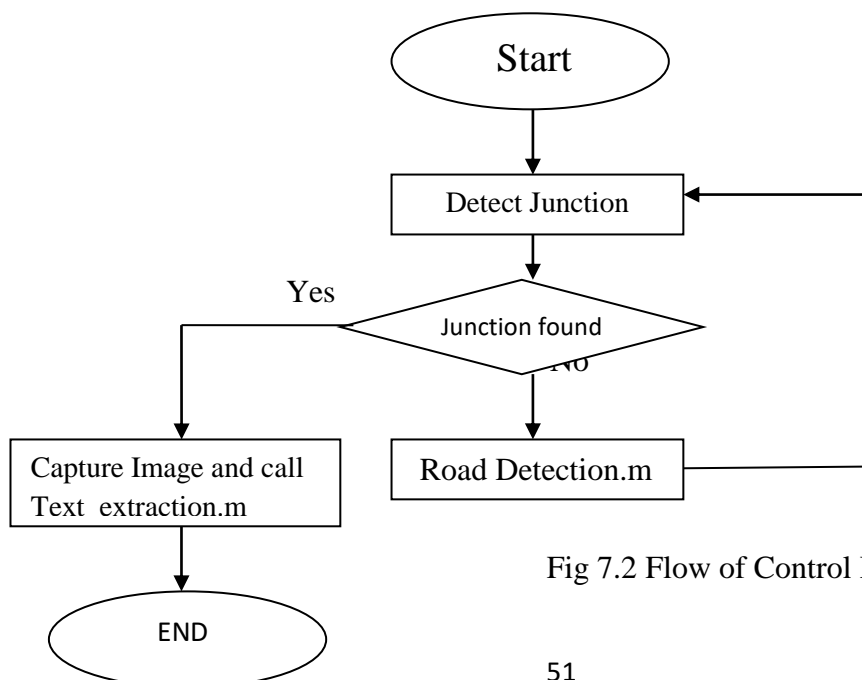 Start
Detect Junction
Yes
Junction found
No
Capture Image and call
Text extraction.m
Road Detection.m
Fig 7.2 Flow of Control
END
51